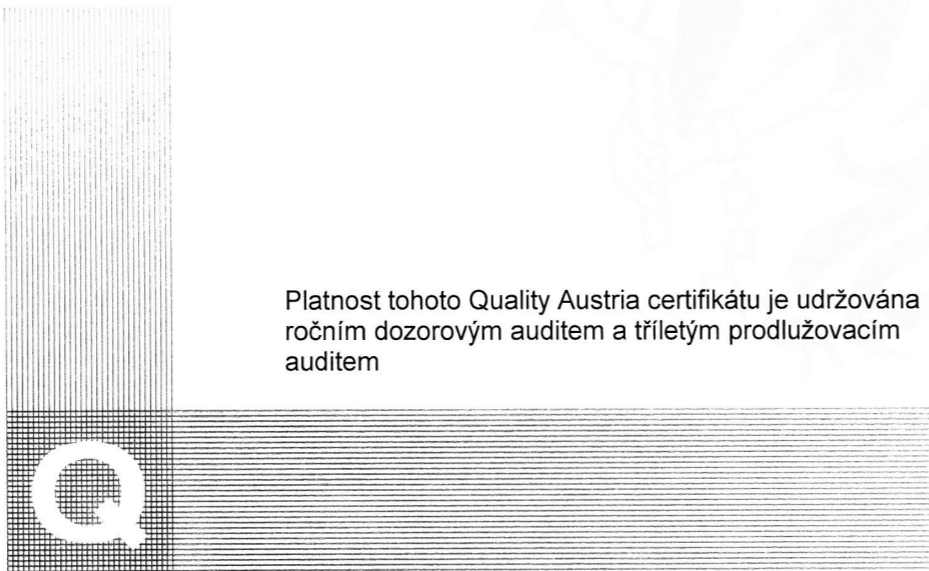 Platnost tohoto Quality Austria certifikátu je udržována
ročním dozorovým auditem a tříletým prodlužovacím
auditem
Q